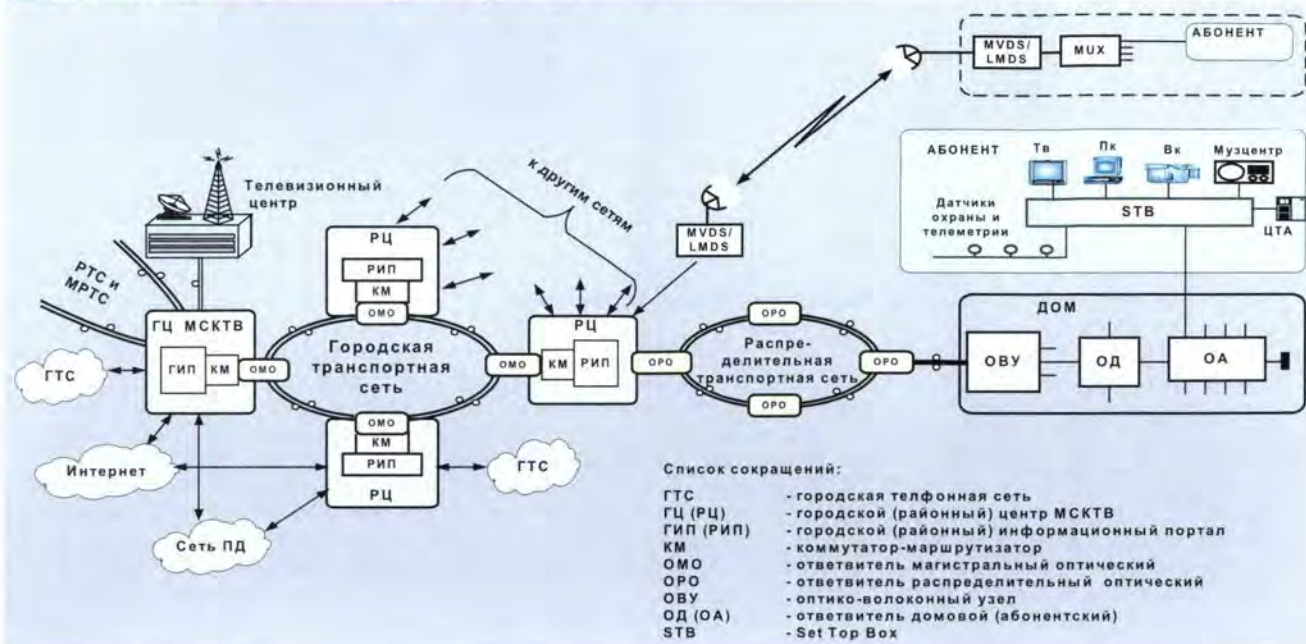 MVDS/
LMDS
MUX
АБОНЕНТ
АБОНЕНТ
Тв
Пк
Вк
Музцентр
Датчики
охраны и
телеметрии
STB
ЦТА
Телевизионный
центр
к другим сетям
MVDS/
LMDS
РТС и
МРТС
РЦ
РИП
КМ
ОМО
ГЦ МСКТВ
ГИП
КМ
ОМО
Городская
транспортная
сеть
ОМО
РЦ
КМ
РИП
ОРО
ОРО
Распре-
делительная
транспортная сеть
ОРО
ОРО
ДОМ
ОВУ
ОД
ОА
ГТС
ОМО
КМ
РИП
РЦ
ГТС
Интернет
Сеть ПД
Список сокращений:
ГТС - городская телфонная сеть
ГЦ (РЦ) - городской (районный) центр МСКТВ
ГИП (РИП) - городской (районный) информационный портал
КМ - коммутатор-маршрутизатор
ОМО - ответвитель магистральный оптический
ОРО - ответвитель распределительный оптический
ОВУ - оптико-волоконный узел
ОД (ОА) - ответвитель домовой (абонентский)
STB - Set Top Box